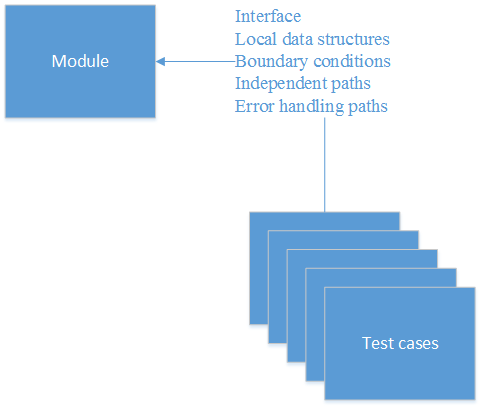 Module
Interface
Local data structures
Boundary conditions
Independent paths
Error handling paths
Test cases